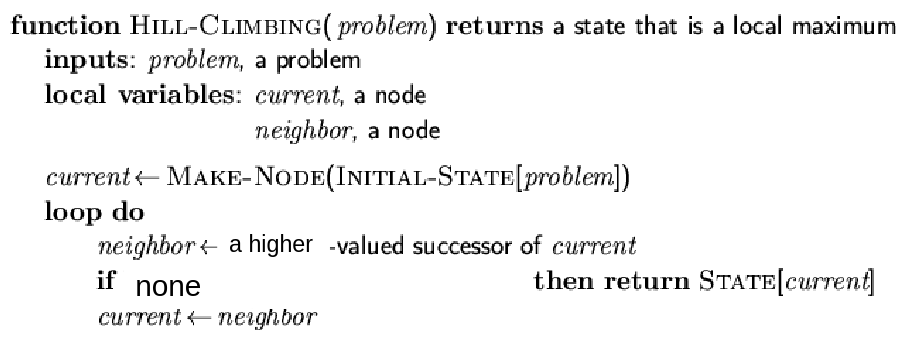 function HILL-CLIMBING( problem) returns a state that is a local maximum
inputs: problem, a problem
local variables: current, a node
neighbor, a node
current ← MAKE-NODE(INITIAL-STATE[problem])
loop do
neighbor ← a higher -valued successor of current
if none then return STATE[current]
current ← neighbor